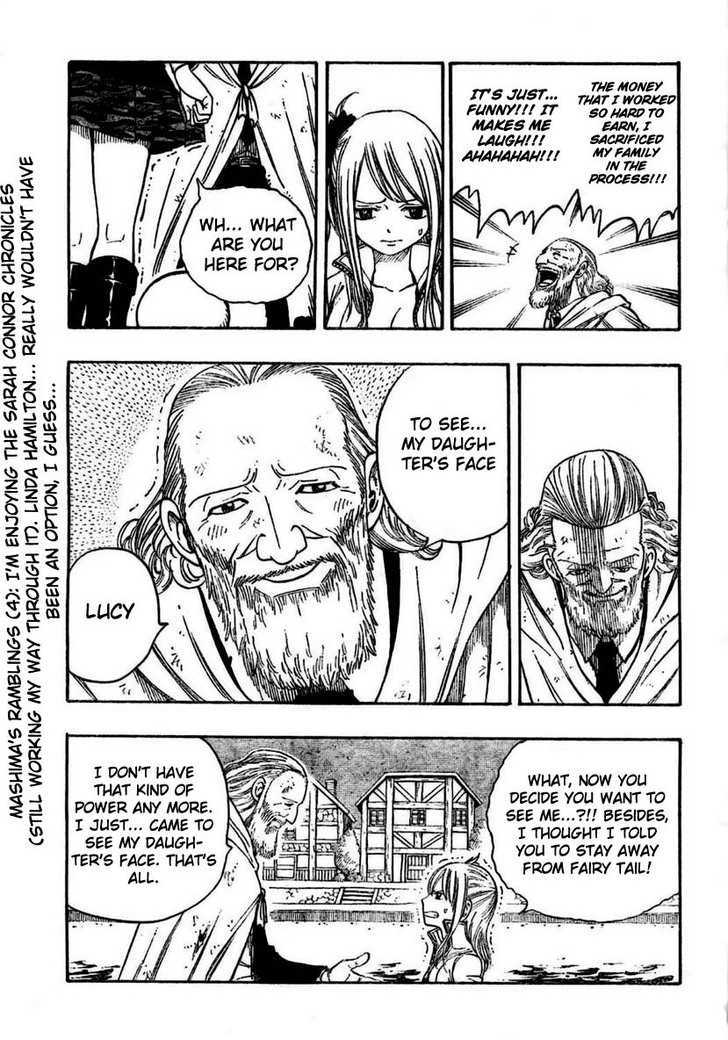 THE MONEY
THAT I WORKED
SO HARD TO
EARN, I
SACRIFICED
MY FAMILY
IN THE
PROCESS!!!
IT'S JUST...
FUNNY!!! IT
MAKES ME
LAUGH!!!
AHAHAHAH!!!
WH... WHAT
ARE YOU
HERE FOR?
TO SEE...
MY DAUGH-
TER'S FACE
LUCY
WHAT, NOW YOU
DECIDE YOU WANT TO
SEE ME...?!! BESIDES,
I THOUGHT I TOLD
YOU TO STAY AWAY
FROM FAIRY TAIL!
I DON'T HAVE
THAT KIND OF
POWER ANY MORE.
I JUST... CAME TO
SEE MY DAUGH-
TER'S FACE. THAT'S
ALL.
MASHIMA'S RAMBLINGS (4): I'M ENJOYING THE SARAH CONNOR CHRONICLES
(STILL WORKING MY WAY THROUGH IT). LINDA HAMILTON... REALLY WOULDN'T HAVE
BEEN AN OPTION, I GUESS...